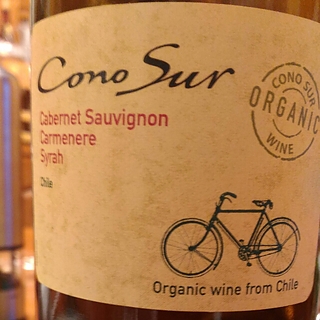 Cono Sur
Cabernet Sauvignon
Carmenere
Syrah
Chile
CONO SUR
ORGANIC
WINE
Organic wine from Chile